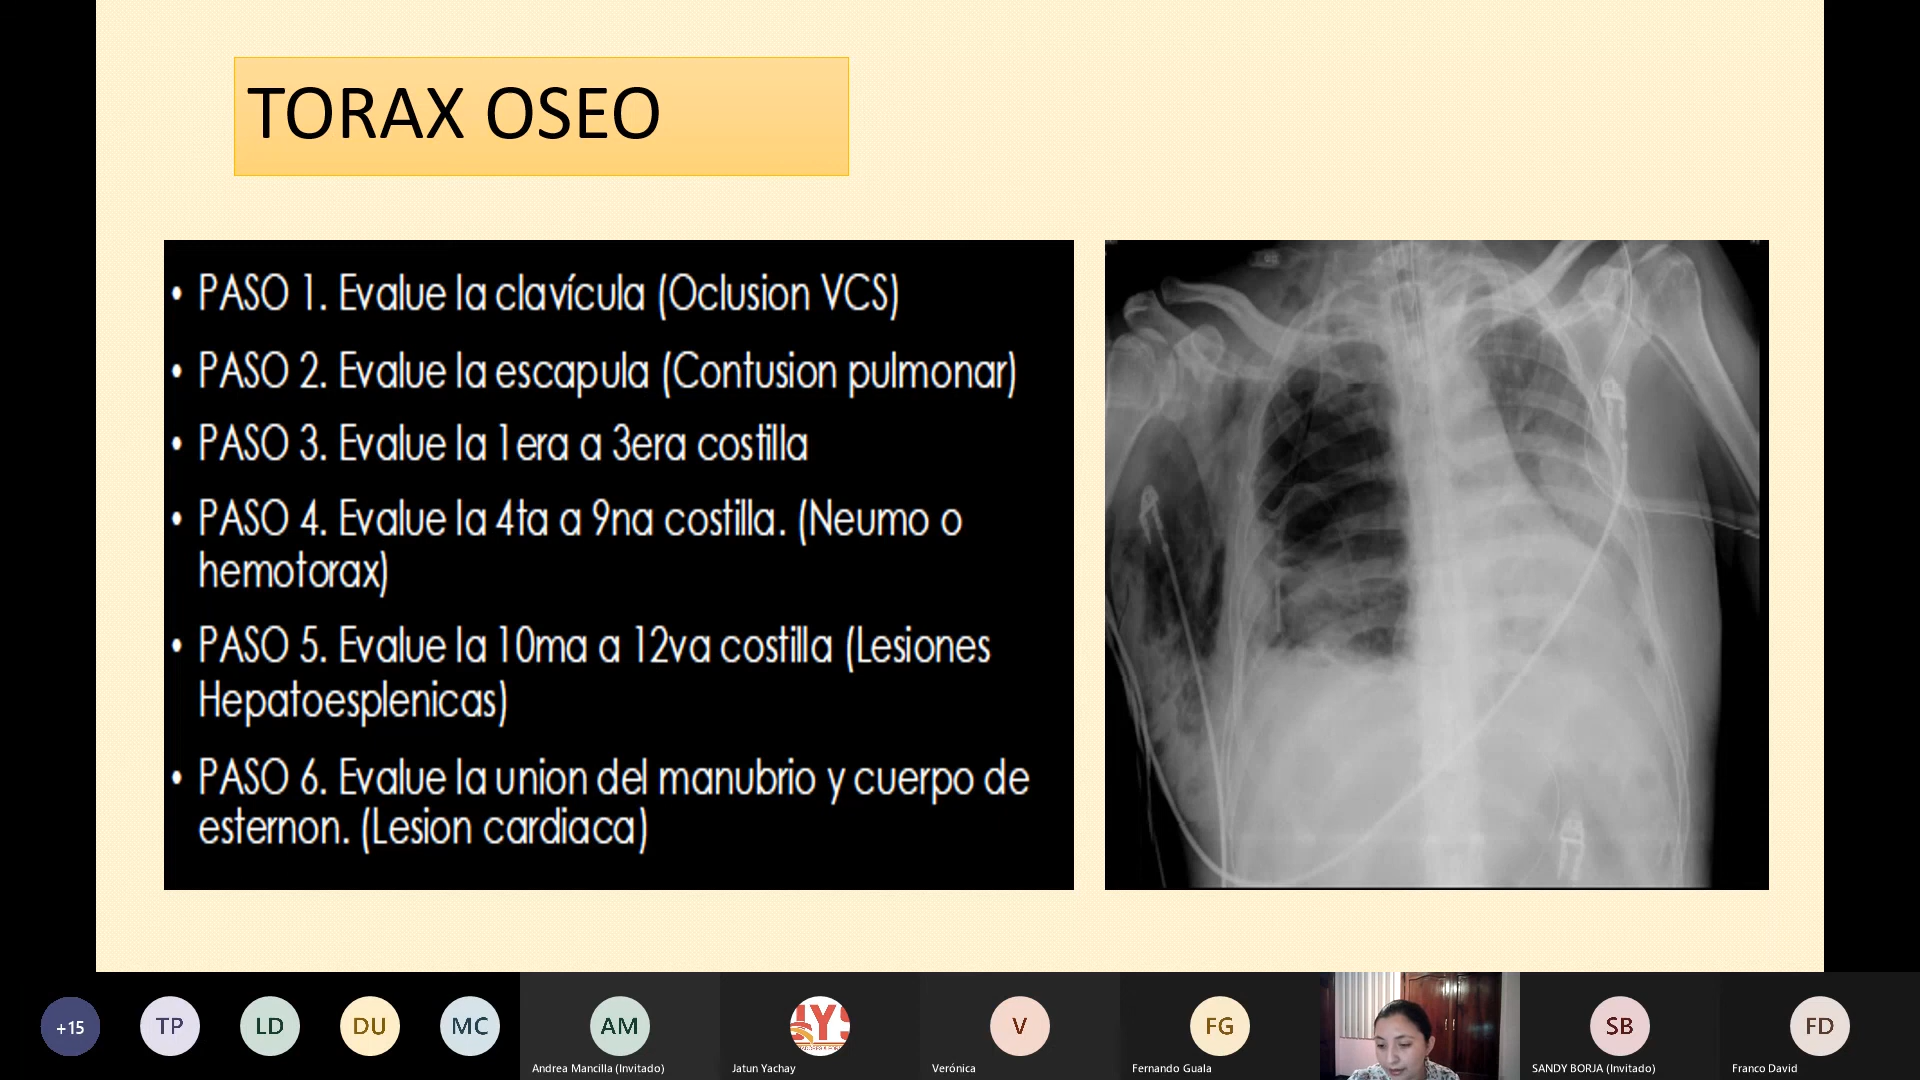 TORAX OSEO
• PASO 1. Evalue la clavícula (Oclusion VCS)
• PASO 2. Evalue la escapula (Contusion pulmonar)
• PASO 3. Evalue la 1era a 3era costilla
• PASO 4. Evalue la 4ta a 9na costilla. (Neumo o
hemotorax)
• PASO 5. Evalue la 10ma a 12va costilla (Lesiones
Hepatoesplenicas)
• PASO 6. Evalue la union del manubrio y cuerpo de
esternon. (Lesion cardiaca)
+15
TP
LD
DU
MC
AM
V
FG
SB
FD
Andrea Mancilla (Invitado)
Jatun Yachay
Verónica
Fernando Guala
SANDY BORJA (Invitado)
Franco David